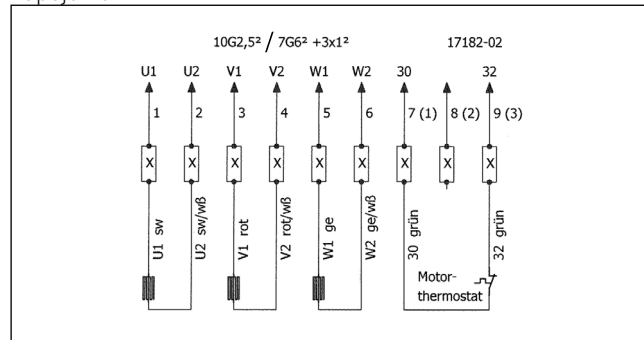 10G2,5² / 7G6² +3x1² 17182-02
U1 U2 V1 V2 W1 W2 30 32
1 2 3 4 5 6 7 (1) 8 (2) 9 (3)
X X X X X X X X X
U1 sw
U2 sw/wß
V1 rot
V2 rot/wß
W1 ge
W2 ge/wß
30 grün
32 grün
Motor-
thermostat